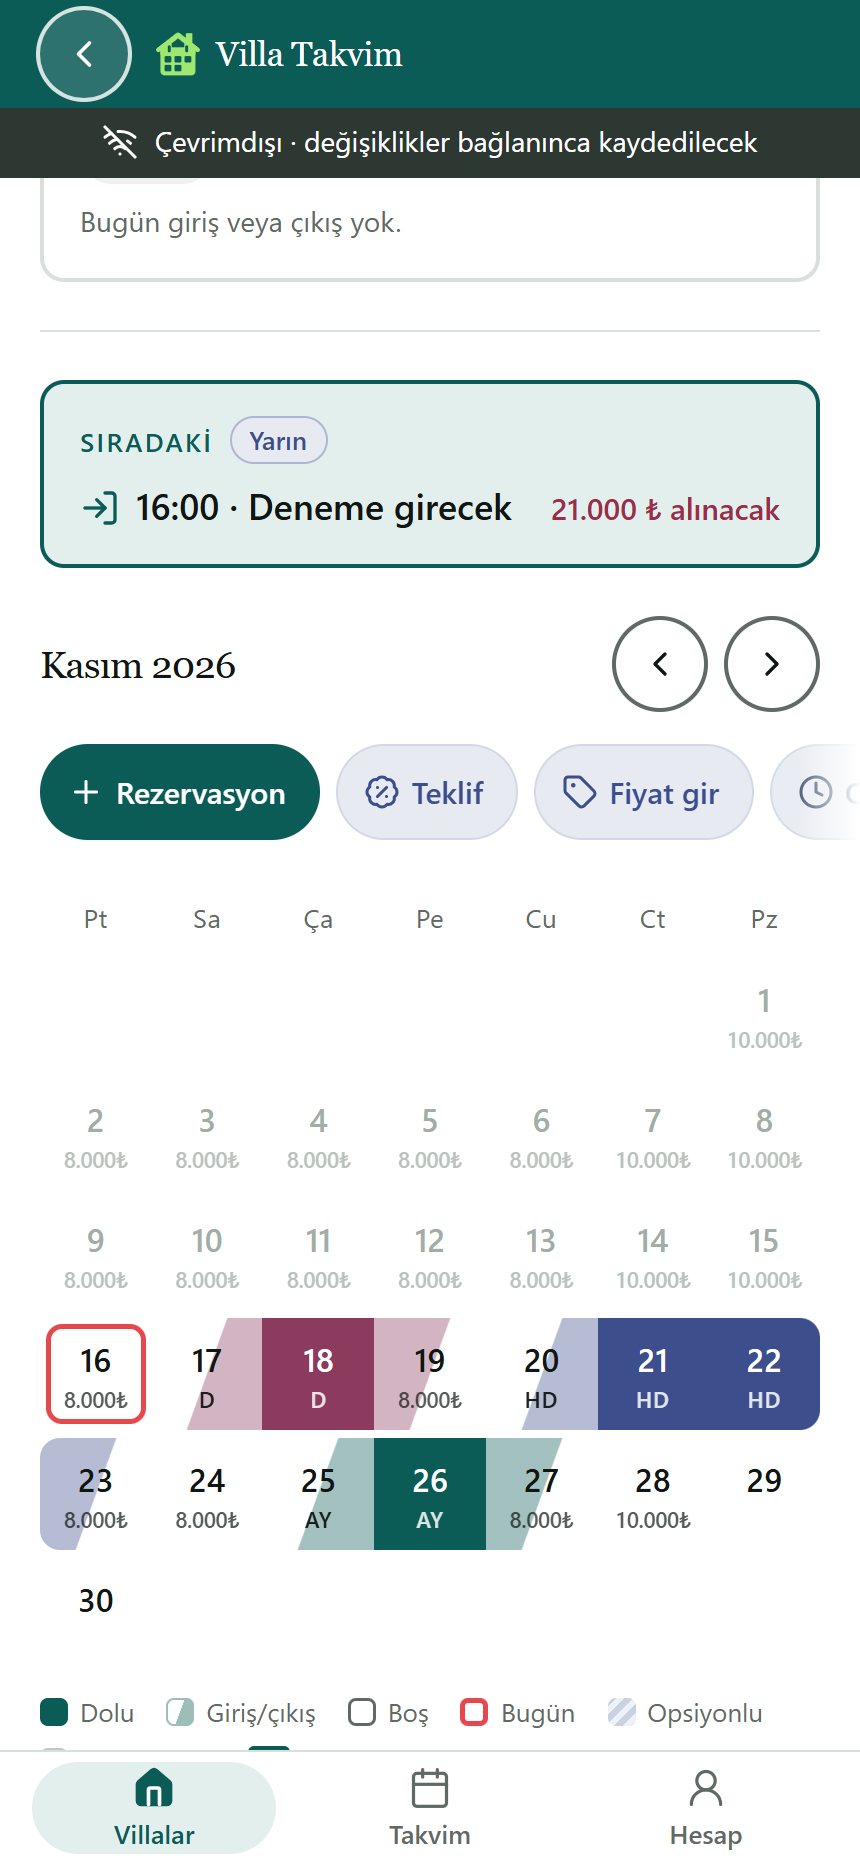 Villa Takvim
Çevrimdışı · değişiklikler bağlanınca kaydedilecek
Bugün giriş veya çıkış yok.
SIRADAKİ Yarın
16:00 · Deneme girecek 21.000 ₺ alınacak
Kasım 2026
Rezervasyon Teklif Fiyat gir
Pt Sa Ça Pe Cu Ct Pz
1
10.000₺
2 3 4 5 6 7 8
8.000₺ 8.000₺ 8.000₺ 8.000₺ 8.000₺ 10.000₺ 10.000₺
9 10 11 12 13 14 15
8.000₺ 8.000₺ 8.000₺ 8.000₺ 8.000₺ 10.000₺ 10.000₺
16 17 18 19 20 21 22
8.000₺ D D 8.000₺ HD HD HD
23 24 25 26 27 28 29
8.000₺ 8.000₺ AY AY 8.000₺ 10.000₺
30
Dolu Giriş/çıkış Boş Bugün Opsiyonlu
Villalar Takvim Hesap